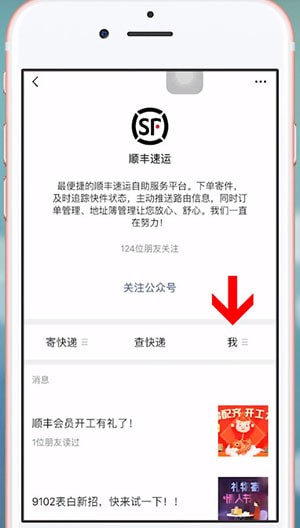 SF
顺丰速运
最便捷的顺丰速运自助服务平台。下单寄件，
及时追踪快件状态，主动推送路由信息，同时订
单管理、地址簿管理让您放心、舒心。我们一直
在努力！
124位朋友关注
关注公众号
寄快递
查快递
我
消息
顺丰会员开工有礼了！
1位朋友读过
9102表白新招，快来试一下！！